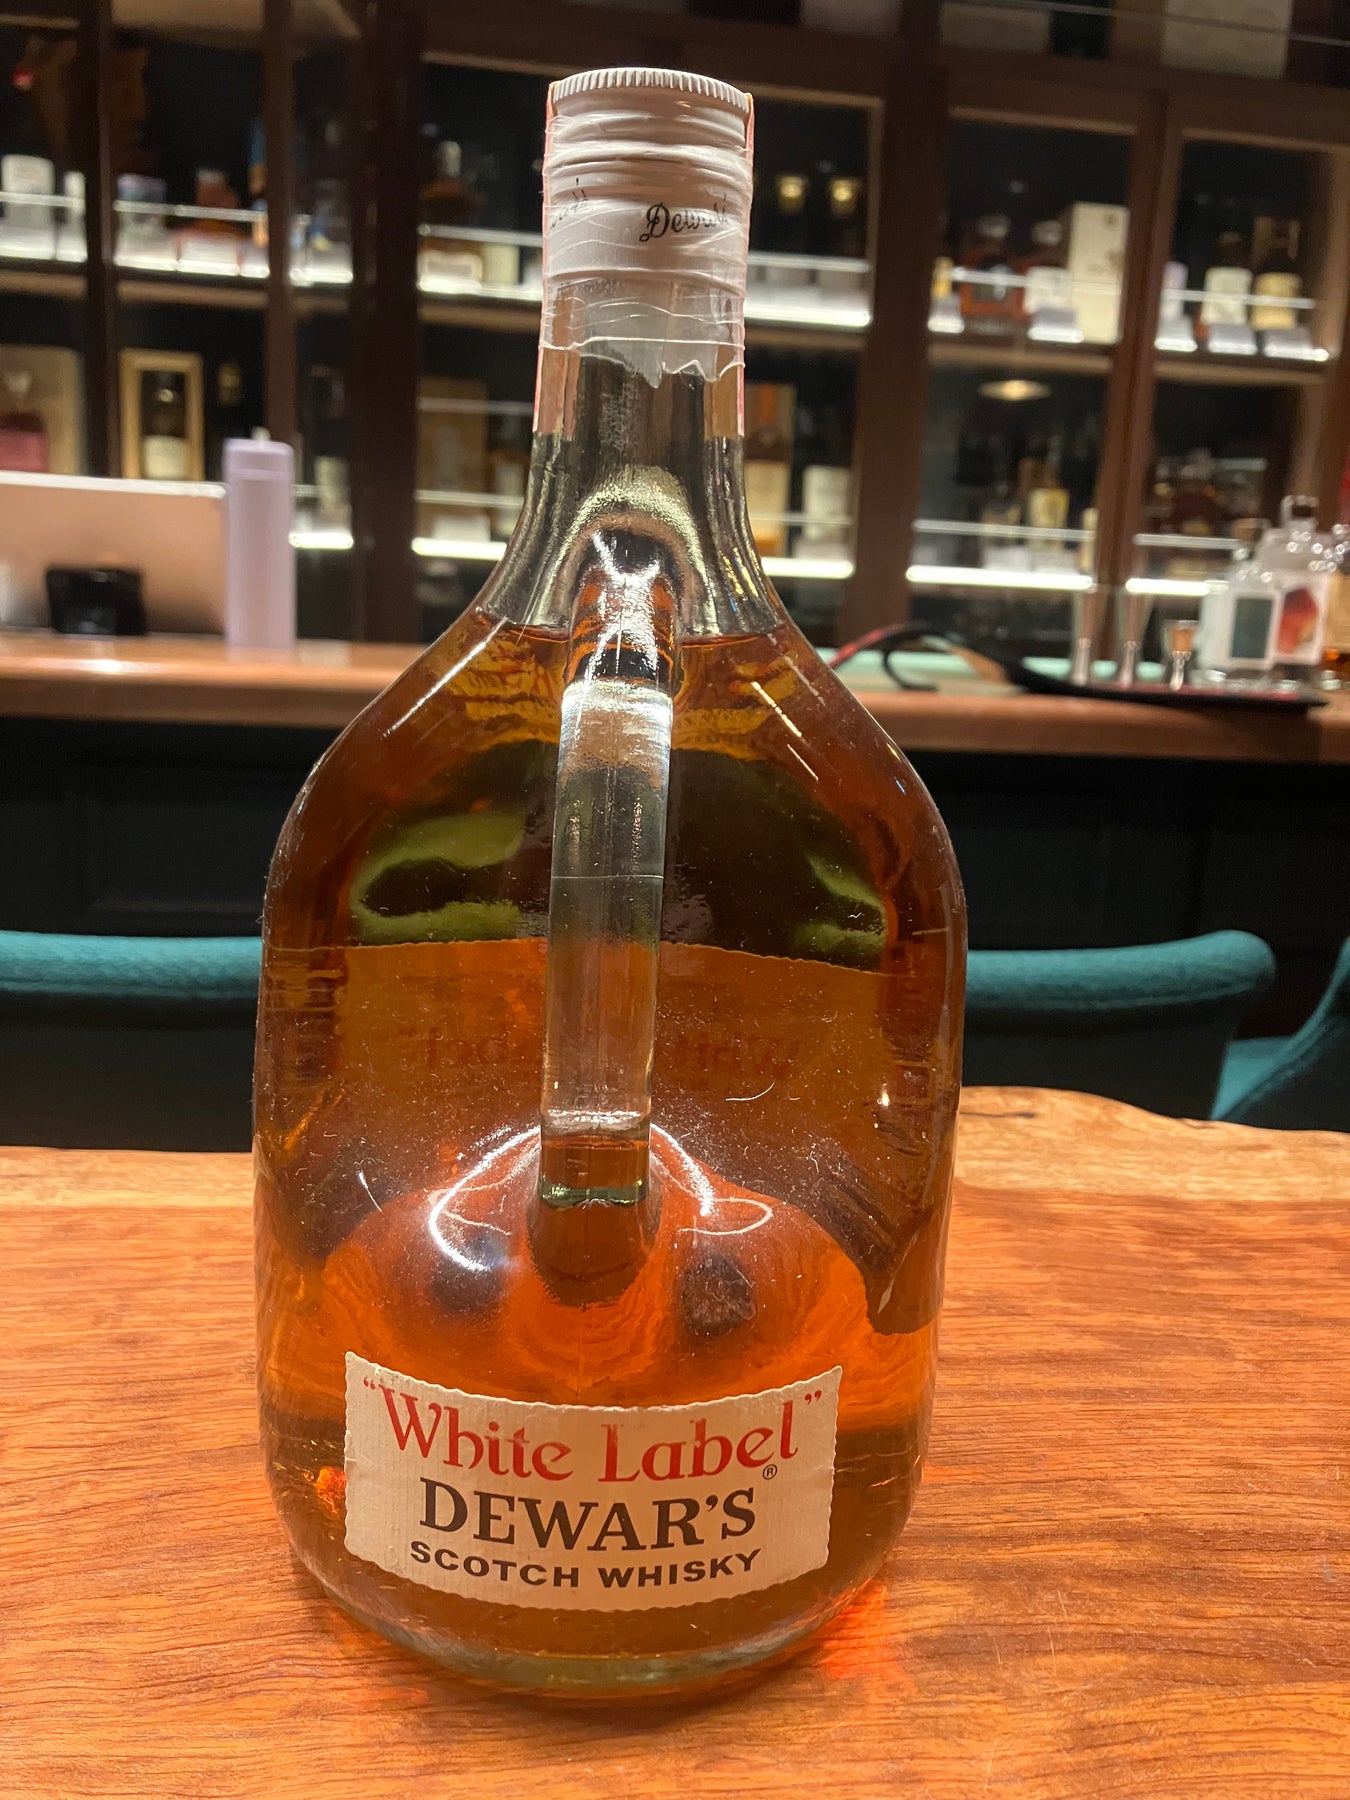 Dewar's
"White Label"
®
DEWAR'S
SCOTCH WHISKY